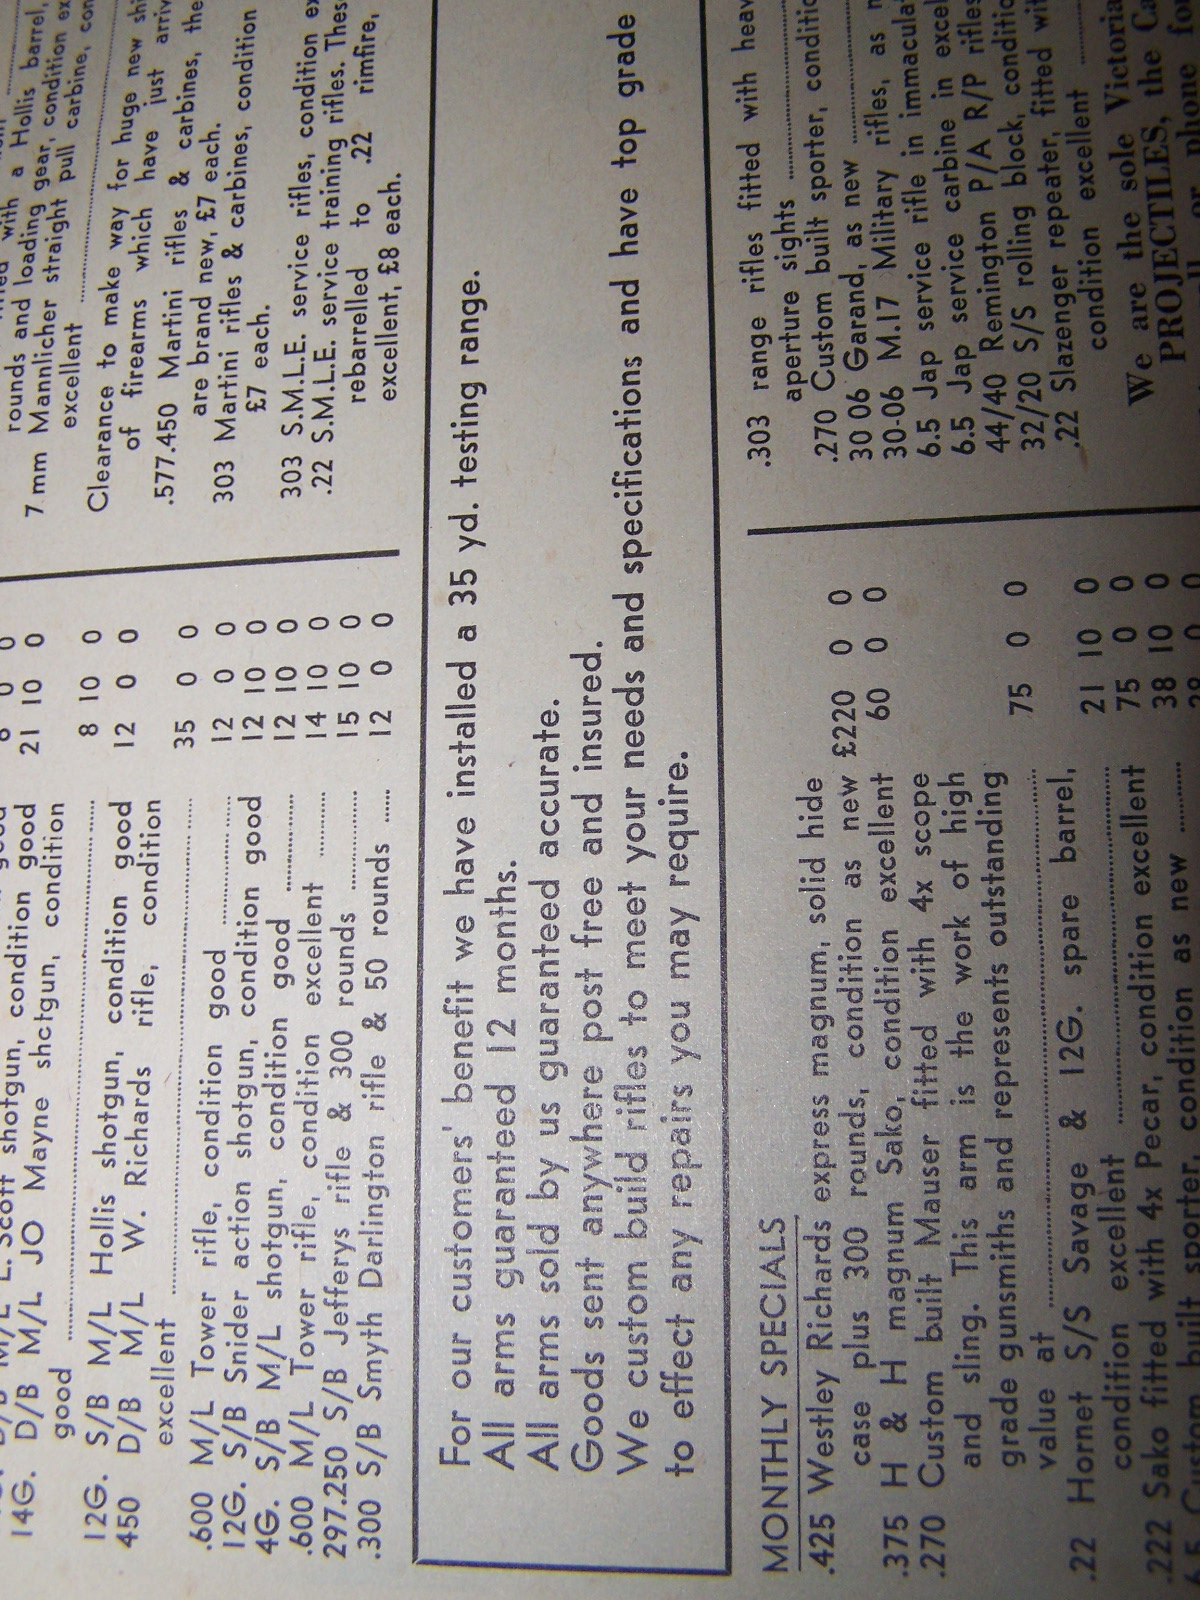 14G. D/B M/L JO Mayne shotgun, condition good 21 10 0
good
12G. S/B M/L Hollis shotgun, condition good 8 10 0
450 D/B M/L W. Richards rifle, condition 12 0 0
excellent 35 0 0
.600 M/L Tower rifle, condition good 12 0 0
12G. S/B Snider action shotgun, condition good 12 10 0
4G. S/B M/L shotgun, condition good 12 10 0
.600 M/L Tower rifle, condition excellent 14 10 0
297.250 S/B Jefferys rifle & 300 rounds 15 10 0
.300 S/B Smyth Darlington rifle & 50 rounds 12 0 0
rounds and loading gear, condition
7 mm Mannlicher straight pull carbine,
excellent
Clearance to make way for huge new
of firearms which have just
.577.450 Martini rifles & carbines,
are brand new, £7 each.
303 Martini rifles & carbines, condition
£7 each.
303 S.M.L.E. service rifles, condition
.22 S.M.L.E. service training rifles.
rebarrelled to .22 rimfire,
excellent, £8 each.
For our customers' benefit we have installed a 35 yd. testing range.
All arms guaranteed 12 months.
All arms sold by us guaranteed accurate.
Goods sent anywhere post free and insured.
We custom build rifles to meet your needs and specifications and have top grade
to effect any repairs you may require.
MONTHLY SPECIALS
.425 Westley Richards express magnum, solid hide
case plus 300 rounds, condition as new £220 0 0
.375 H & H magnum Sako, condition excellent 60 0 0
.270 Custom built Mauser fitted with 4x scope
and sling. This arm is the work of high
grade gunsmiths and represents outstanding
value at 75 0 0
.22 Hornet S/S Savage & 12G. spare barrel,
condition excellent 21 10 0
.222 Sako fitted with 4x Pecar, condition excellent 75 0 0
Custom built sporter, condition as new 38 10 0
.303 range rifles fitted with
aperture sights
.270 Custom built sporter,
30 06 Garand, as new
30-06 M.17 Military rifles, as
6.5 Jap service rifle in
6.5 Jap service carbine in
44/40 Remington P/A R/P
32/20 S/S rolling block,
.22 Slazenger repeater, fitted
condition excellent
We are the sole
PROJECTILES, the